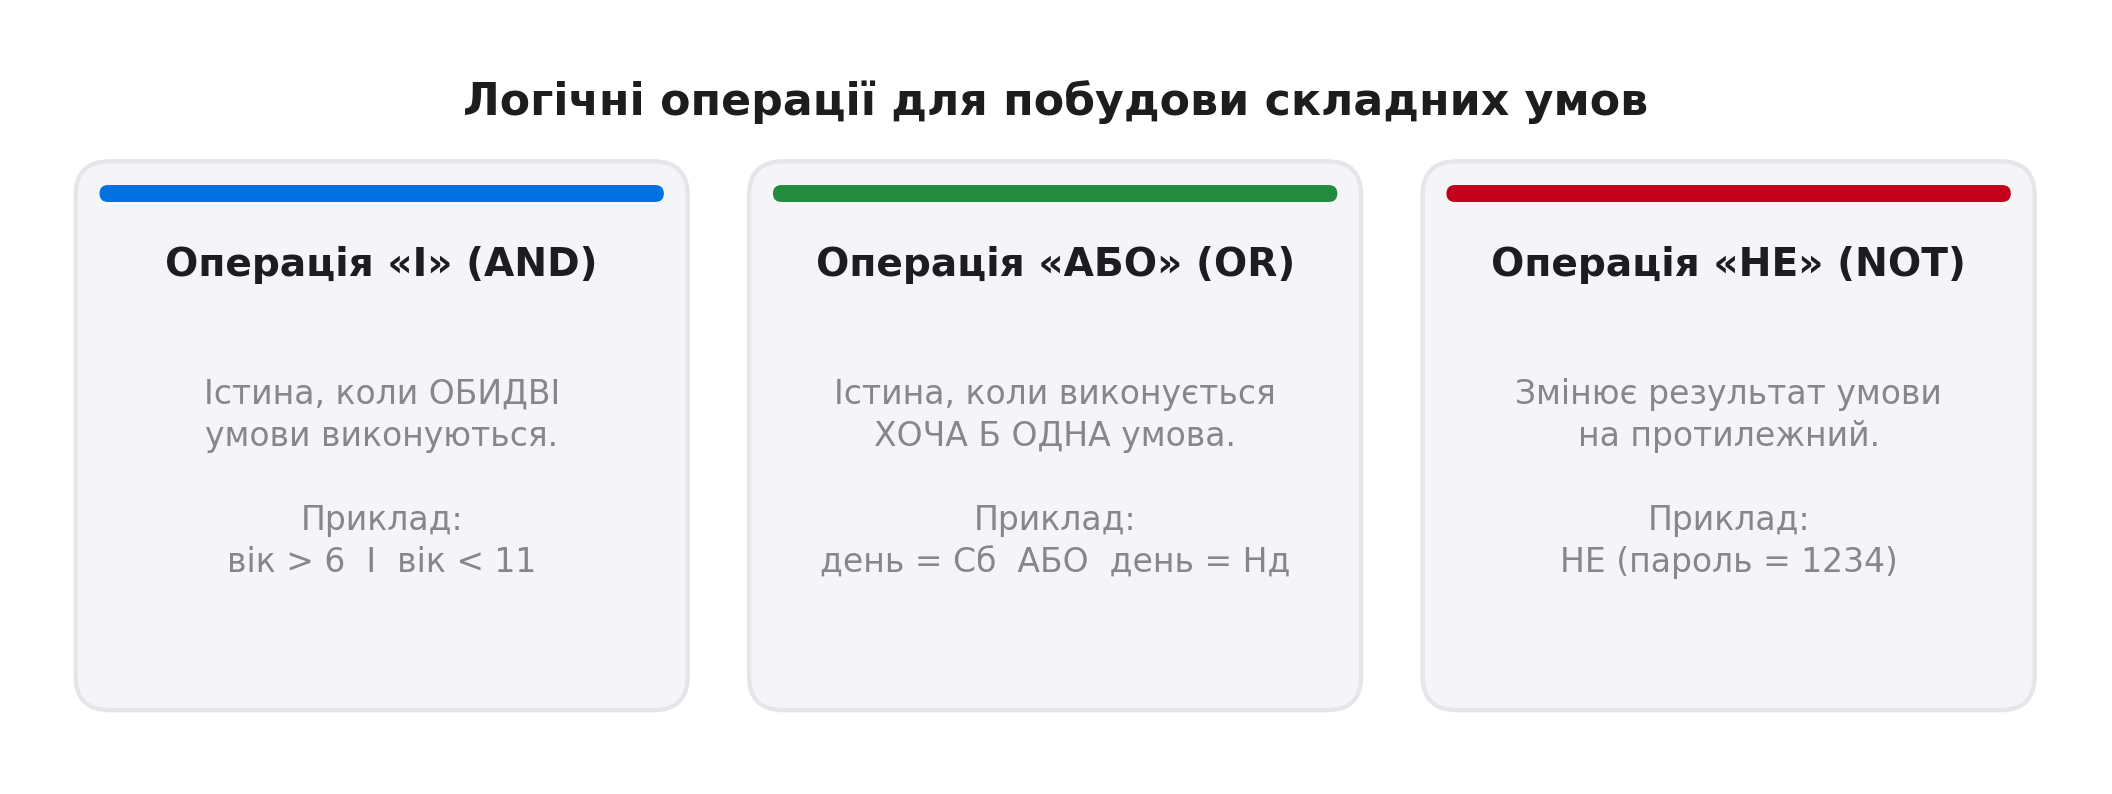 Логічні операції для побудови складних умов
Операція «І» (AND)
Істина, коли ОБИДВІ
умови виконуються.
Приклад:
вік > 6 І вік < 11
Операція «АБО» (OR)
Істина, коли виконується
ХОЧА Б ОДНА умова.
Приклад:
день = Сб АБО день = Нд
Операція «НЕ» (NOT)
Змінює результат умови
на протилежний.
Приклад:
НЕ (пароль = 1234)